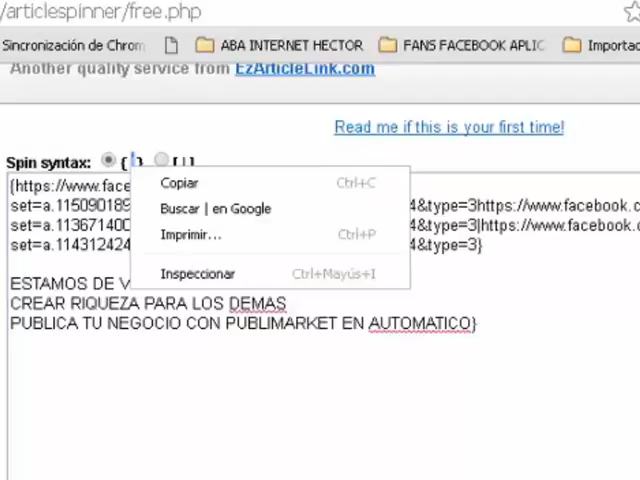 /articlespinner/free.php
Sincronización de Chrom
ABA INTERNET HECTOR
FANS FACEBOOK APLIC
Importac
Another quality service from EzArticleLink.com
Read me if this is your first time!
Spin syntax: { | } [ | ]
{https://www.face
set=a.115090189 4&type=3https://www.facebook.c
set=a.113671400 4&type=3|https://www.facebook.c
set=a.114312424 4&type=3}
Copiar Ctrl+C
Buscar | en Google
Imprimir... Ctrl+P
Inspeccionar Ctrl+Mayús+I
ESTAMOS DE V
CREAR RIQUEZA PARA LOS DEMAS
PUBLICA TU NEGOCIO CON PUBLIMARKET EN AUTOMATICO}